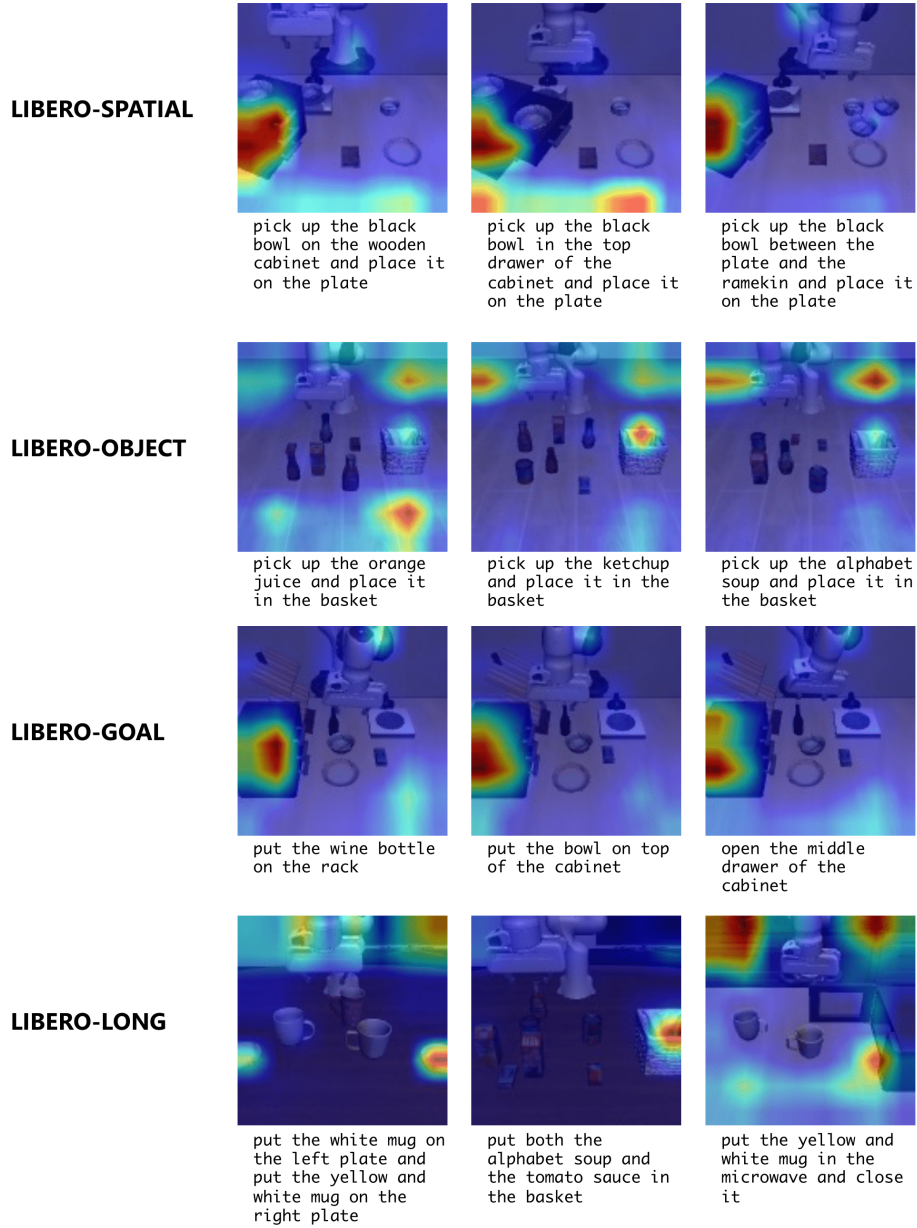 LIBERO-SPATIAL
pick up the black
bowl on the wooden
cabinet and place it
on the plate
pick up the black
bowl in the top
drawer of the
cabinet and place it
on the plate
pick up the black
bowl between the
plate and the
ramekin and place it
on the plate
LIBERO-OBJECT
pick up the orange
juice and place it
in the basket
pick up the ketchup
and place it in the
basket
pick up the alphabet
soup and place it in
the basket
LIBERO-GOAL
put the wine bottle
on the rack
put the bowl on top
of the cabinet
open the middle
drawer of the
cabinet
LIBERO-LONG
put the white mug on
the left plate and
put the yellow and
white mug on the
right plate
put both the
alphabet soup and
the tomato sauce in
the basket
put the yellow and
white mug in the
microwave and close
it